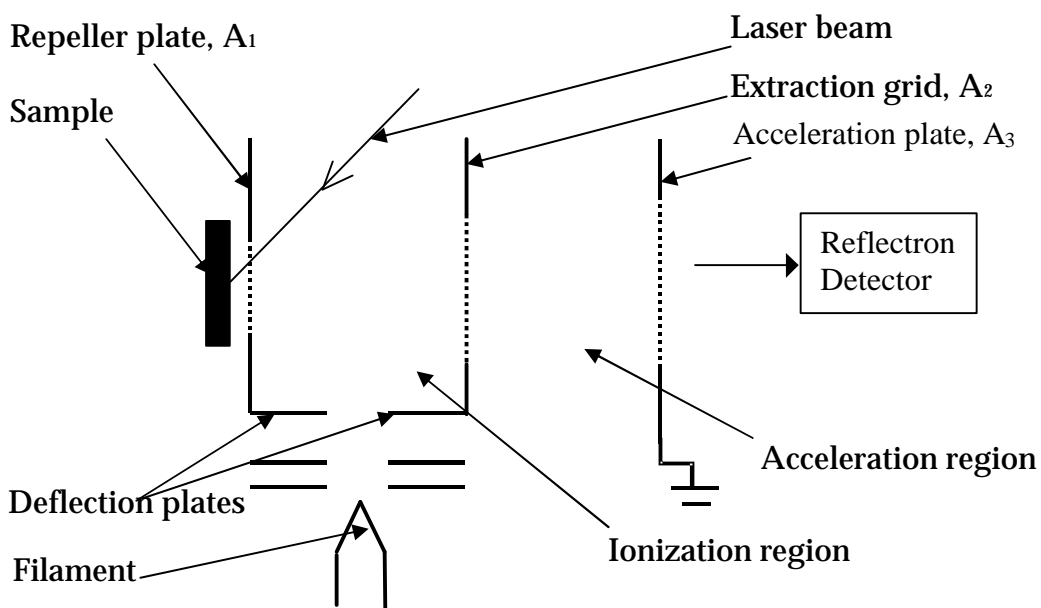 Repeller plate, A1
Laser beam
Sample
Extraction grid, A2
Acceleration plate, A3
Reflectron
Detector
Acceleration region
Deflection plates
Ionization region
Filament